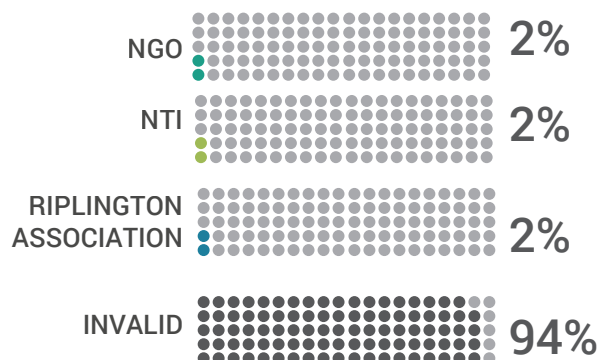 NGO
2%
NTI
2%
RIPLINGTON
ASSOCIATION
2%
INVALID
94%